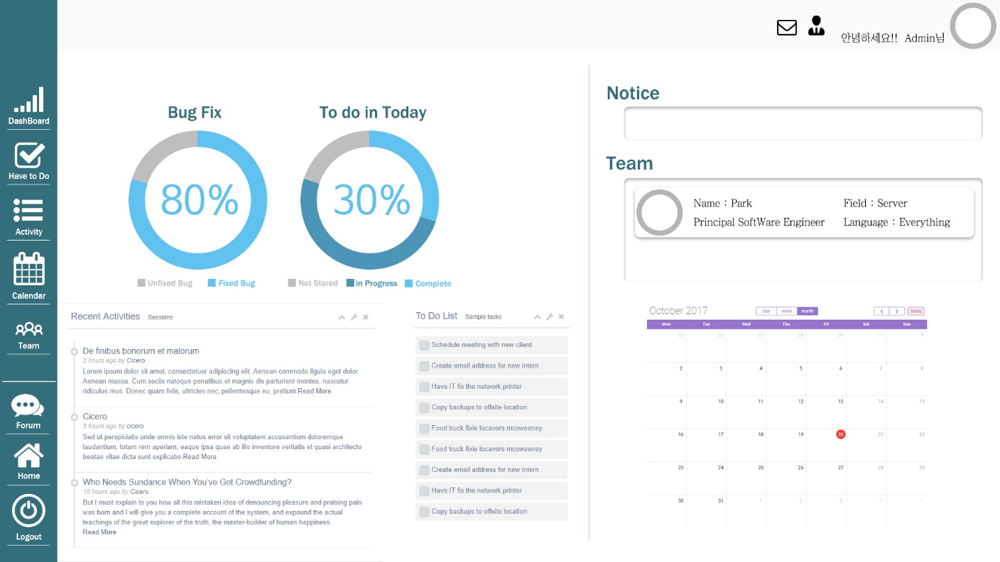 안녕하세요!! Admin님
DashBoard
Have to Do
Activity
Calendar
Team
Forum
Home
Logout
Bug Fix
80%
Unfixed Bug
Fixed Bug
To do in Today
30%
Not Stared
in Progress
Complete
Recent Activities Sessions
De finibus bonorum et malorum
2 hours ago by Cicero
Lorem ipsum dolor sit amet, consectetuer adipiscing elit. Aenean commodo ligula eget dolor.
Aenean massa. Cum sociis natoque penatibus et magnis dis parturient montes, nascetur
ridiculus mus. Donec quam felis, ultricies nec, pellentesque eu, pretium.Read More
Cicero
5 hours ago by cicero
Sed ut perspiciatis unde omnis iste natus error sit voluptatem accusantium doloremque
laudantium, totam rem aperiam, eaque ipsa quae ab illo inventore veritatis et quasi architecto
beatae vitae dicta sunt explicabo.Read More
Who Needs Sundance When You've Got Crowdfunding?
10 hours ago by Cicero
But I must explain to you how all this mistaken idea of denouncing pleasure and praising pain
was born and I will give you a complete account of the system, and expound the actual
teachings of the great explorer of the truth, the master-builder of human happiness.
Read More
To Do List Sample tasks
Schedule meeting with new client
Create email address for new intern
Have IT fix the network printer
Copy backups to offsite location
Food truck fixie locavors mcsweeney
Food truck fixie locavors mcsweeney
Create email address for new intern
Have IT fix the network printer
Copy backups to offsite location
Notice
Team
Name : Park Field : Server
Principal SoftWare Engineer Language : Everything
October 2017 day week month today
Mon Tue Wed Thu Fri Sat Sun
25 26 27 28 29 30 1
2 3 4 5 6 7 8
9 10 11 12 13 14 15
16 17 18 19 20 21 22
23 24 25 26 27 28 29
30 31 1 2 3 4 5